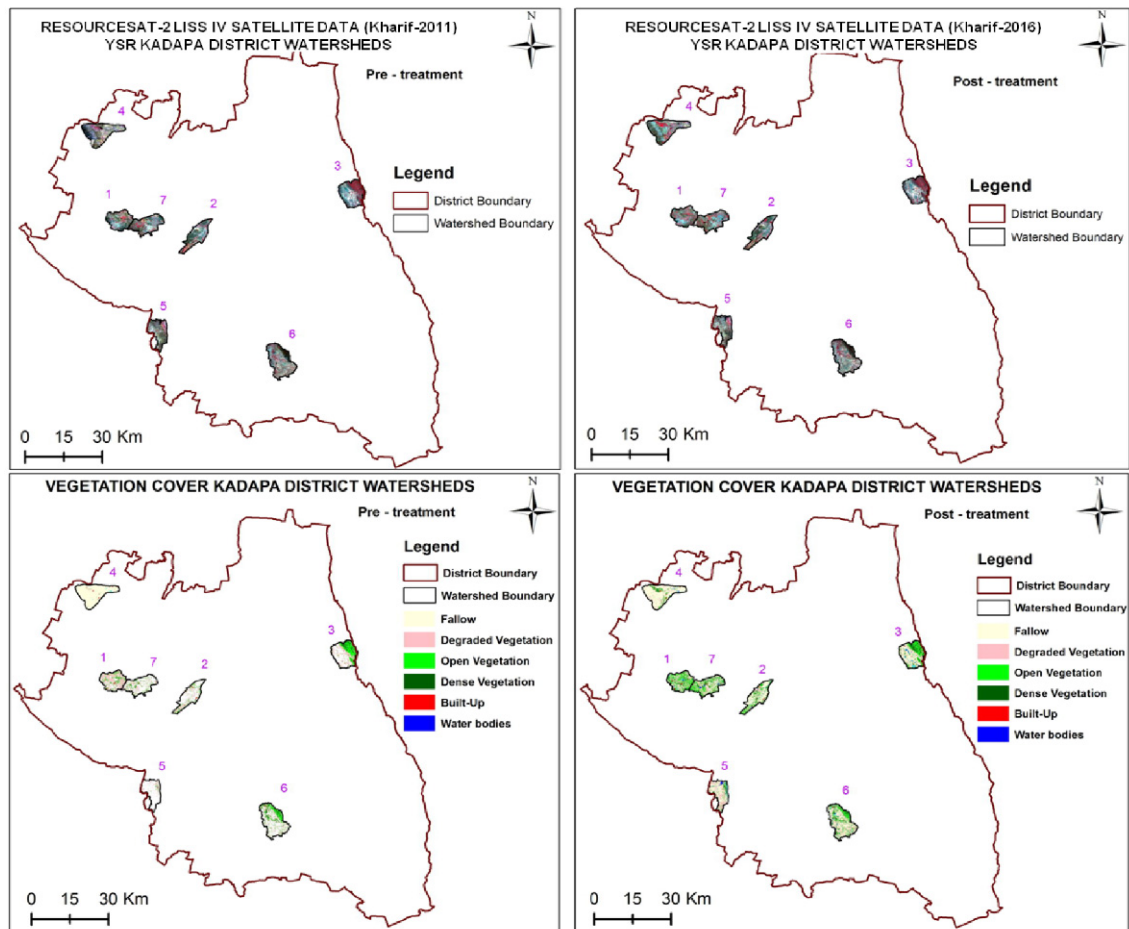 RESOURCESAT-2 LISS IV SATELLITE DATA (Kharif-2011)
YSR KADAPA DISTRICT WATERSHEDS
N
Pre - treatment
4
3
Legend
District Boundary
Watershed Boundary
1
7
2
5
6
0 15 30 Km
RESOURCESAT-2 LISS IV SATELLITE DATA (Kharif-2016)
YSR KADAPA DISTRICT WATERSHEDS
N
Post - treatment
4
3
Legend
District Boundary
Watershed Boundary
1
7
2
5
6
0 15 30 Km
VEGETATION COVER KADAPA DISTRICT WATERSHEDS
N
Pre - treatment
Legend
District Boundary
Watershed Boundary
Fallow
Degraded Vegetation
Open Vegetation
Dense Vegetation
Built-Up
Water bodies
4
3
1
7
2
5
6
0 15 30 Km
VEGETATION COVER KADAPA DISTRICT WATERSHEDS
N
Post - treatment
Legend
District Boundary
Watershed Boundary
Fallow
Degraded Vegetation
Open Vegetation
Dense Vegetation
Built-Up
Water bodies
4
3
1
7
2
5
6
0 15 30 Km